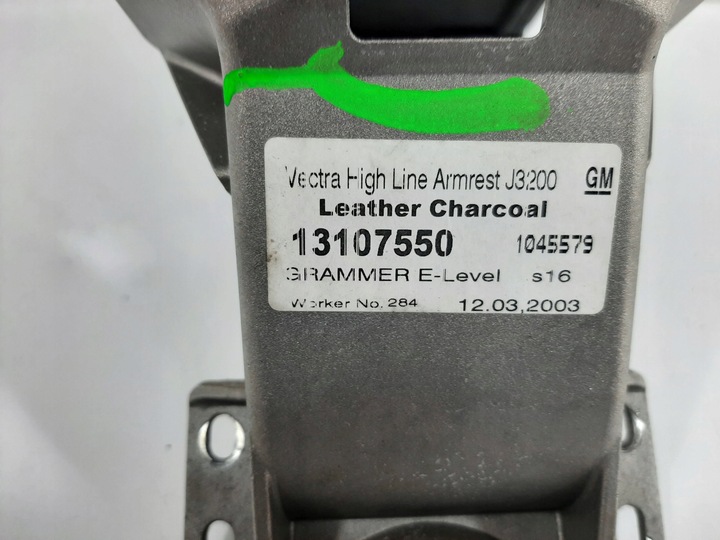 Vectra High Line Armrest J3200 GM
Leather Charcoal
13107550 1045579
GRAMMER E-Level s16
Worker No. 284 12.03,2003